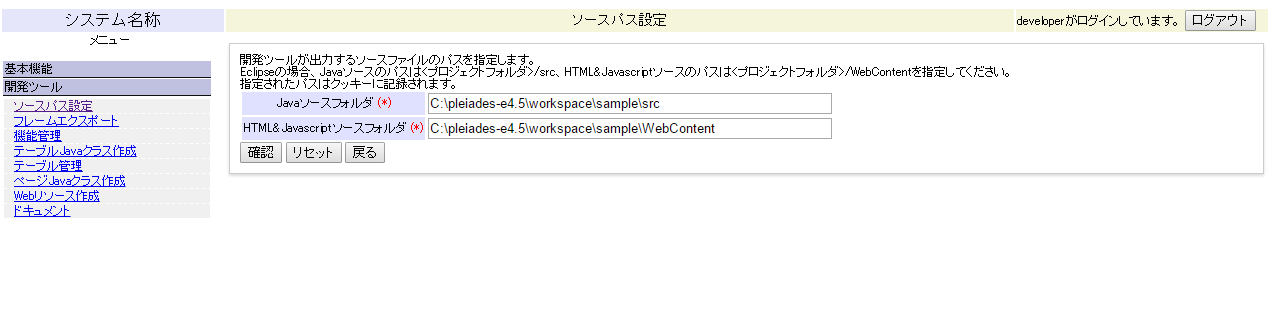 システム名称
ソースパス設定
developerがログインしています。 ログアウト
メニュー
基本機能
開発ツール
ソースパス設定
フレームエクスポート
機能管理
テーブルJavaクラス作成
テーブル管理
ページJavaクラス作成
Webリソース作成
ドキュメント
開発ツールが出力するソースファイルのパスを指定します。
Eclipseの場合、Javaソースのパスは<プロジェクトフォルダ>/src、HTML&Javascriptソースのパスは<プロジェクトフォルダ>/WebContentを指定してください。
指定されたパスはクッキーに記録されます。
Javaソースフォルダ (*) C:\pleiades-e4.5\workspace\sample\src
HTML&Javascriptソースフォルダ (*) C:\pleiades-e4.5\workspace\sample\WebContent
確認 リセット 戻る